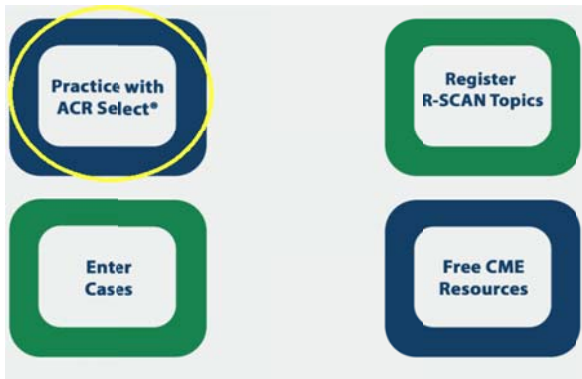 Practice with
ACR Select®
Register
R-SCAN Topics
Enter
Cases
Free CME
Resources